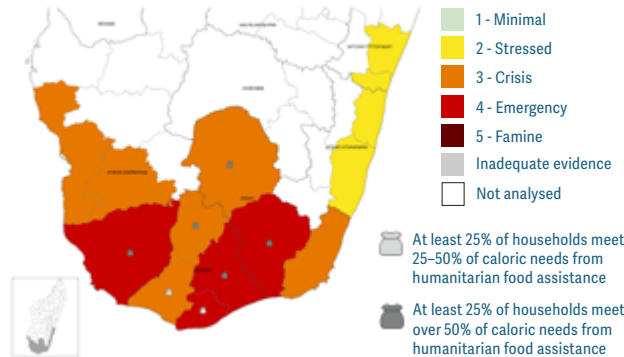 1 - Minimal
2 - Stressed
3 - Crisis
4 - Emergency
5 - Famine
Inadequate evidence
Not analysed
At least 25% of households meet
25–50% of caloric needs from
humanitarian food assistance
At least 25% of households meet
over 50% of caloric needs from
humanitarian food assistance